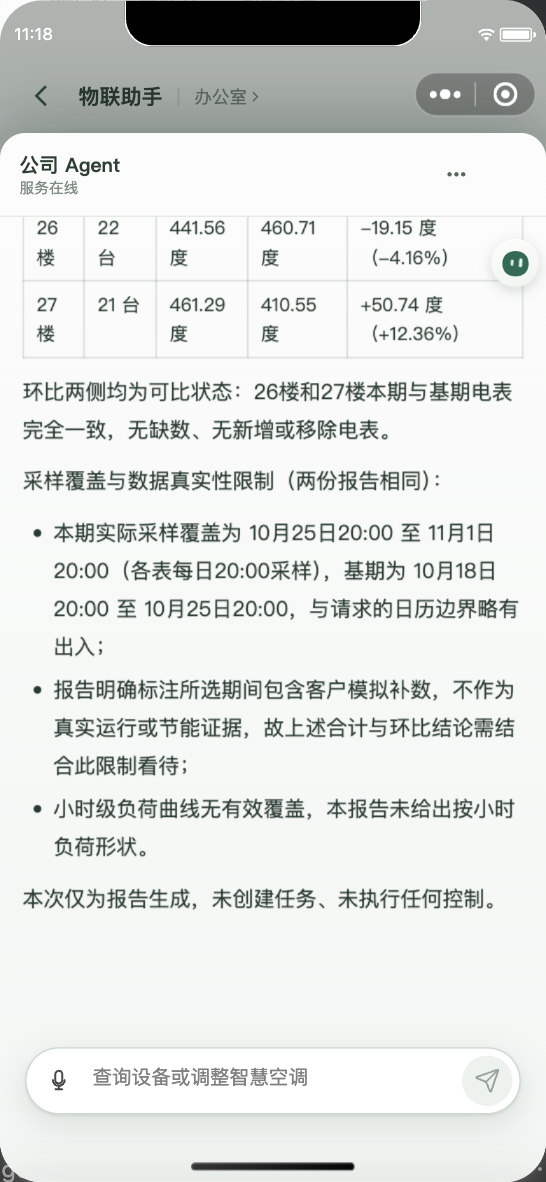 11:18
物联助手 | 办公室 >
公司 Agent
服务在线
26楼 22台 441.56度 460.71度 −19.15 度（−4.16%）
27楼 21 台 461.29度 410.55度 +50.74 度（+12.36%）
环比两侧均为可比状态：26楼和27楼本期与基期电表
完全一致，无缺数、无新增或移除电表。
采样覆盖与数据真实性限制（两份报告相同）：
• 本期实际采样覆盖为 10月25日20:00 至 11月1日
20:00（各表每日20:00采样），基期为 10月18日
20:00 至 10月25日20:00，与请求的日历边界略有
出入；
• 报告明确标注所选期间包含客户模拟补数，不作为
真实运行或节能证据，故上述合计与环比结论需结
合此限制看待；
• 小时级负荷曲线无有效覆盖，本报告未给出按小时
负荷形状。
本次仅为报告生成，未创建任务、未执行任何控制。
查询设备或调整智慧空调